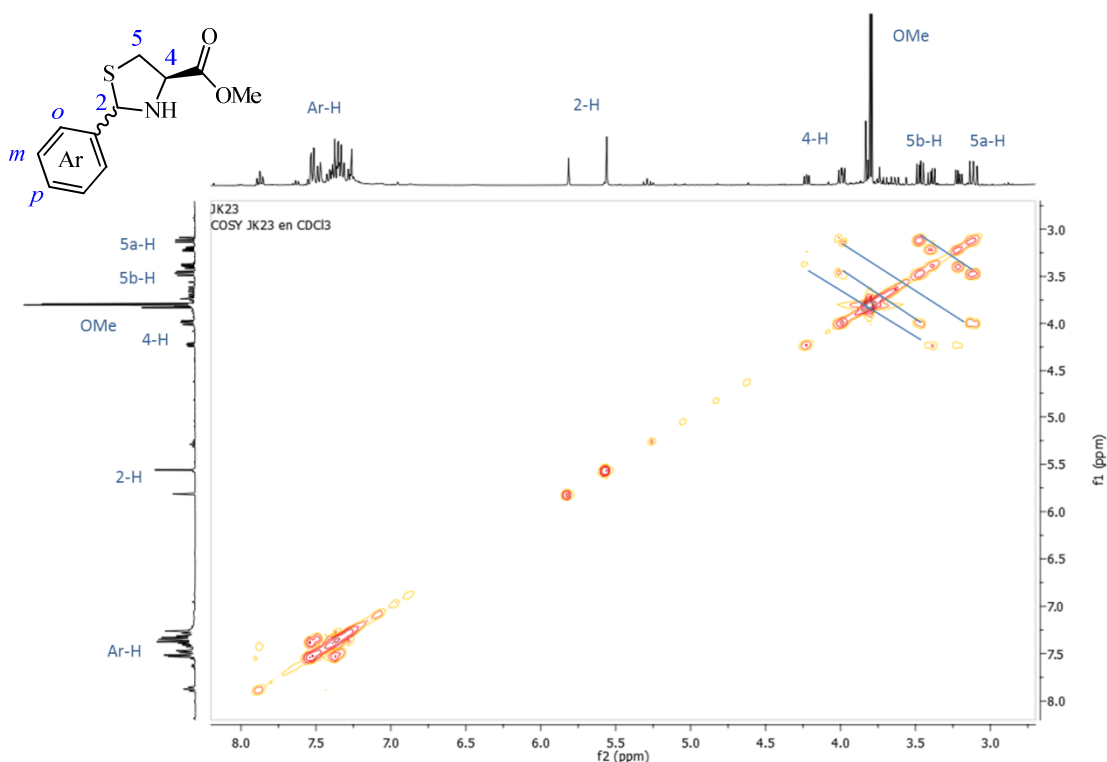 5
4
O
S
OMe
2
NH
o
m
Ar
p
Ar-H
2-H
OMe
4-H
5b-H
5a-H
JK23
COSY JK23 en CDCl3
5a-H
5b-H
OMe
4-H
2-H
Ar-H
3.0
3.5
4.0
4.5
5.0
5.5
6.0
6.5
7.0
7.5
8.0
f1 (ppm)
8.0 7.5 7.0 6.5 6.0 5.5 5.0 4.5 4.0 3.5 3.0
f2 (ppm)